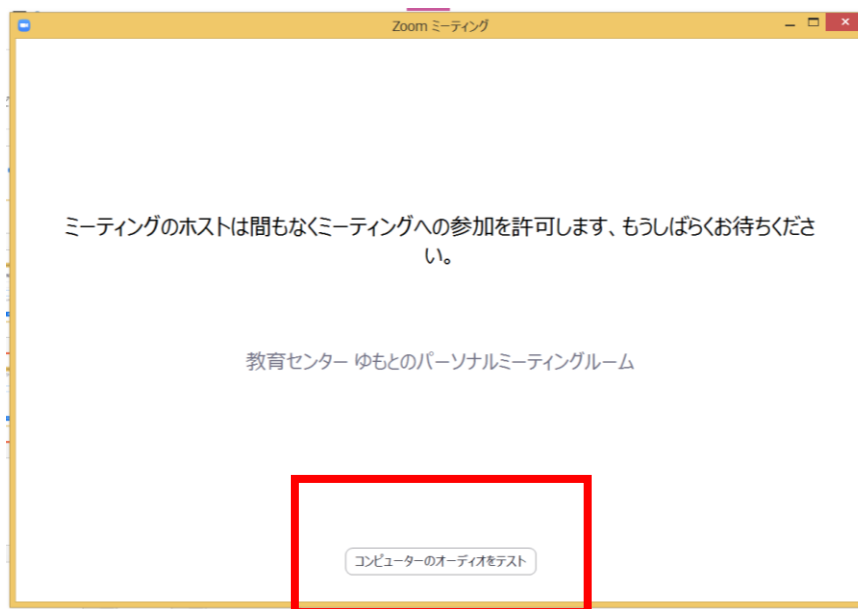 Zoom ミーティング
ミーティングのホストは間もなくミーティングへの参加を許可します、もうしばらくお待ちくださ
い。
教育センター ゆもとのパーソナルミーティングルーム
コンピューターのオーディオをテスト